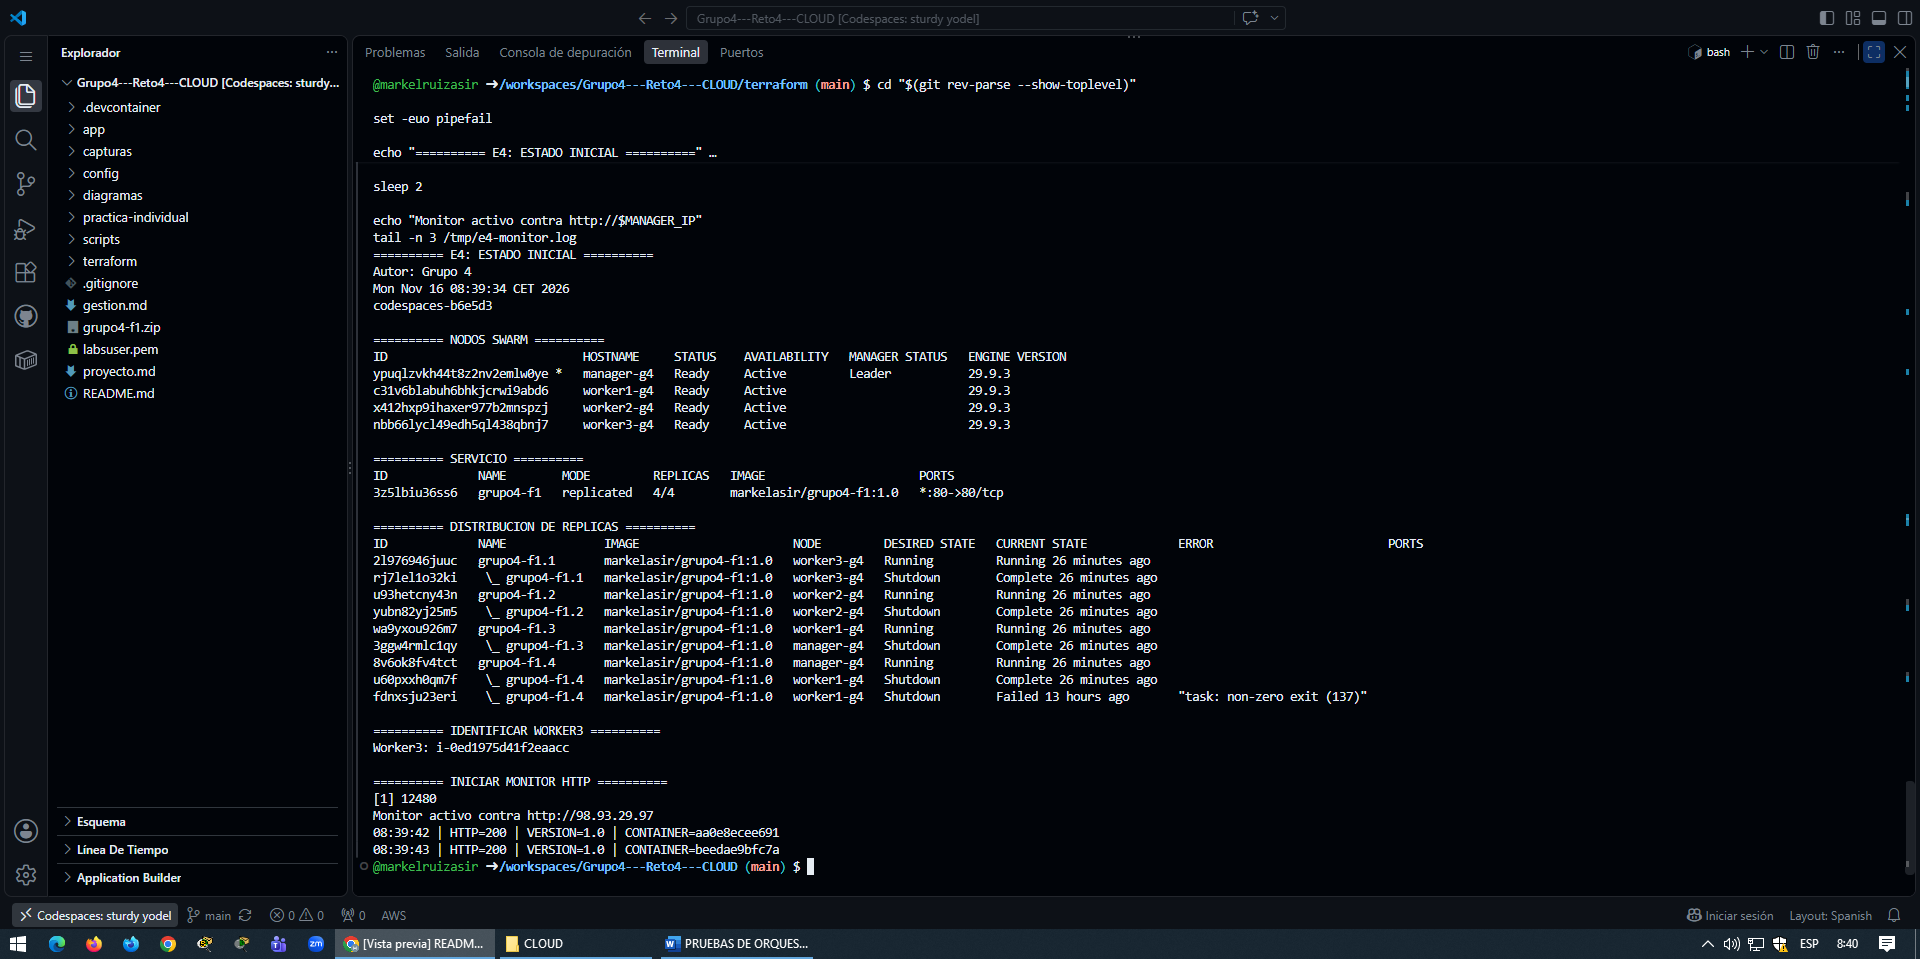 Grupo4---Reto4---CLOUD [Codespaces: sturdy yodel]
Explorador
Problemas
Salida
Consola de depuración
Terminal
Puertos
bash
Grupo4---Reto4---CLOUD [Codespaces: sturdy...
.devcontainer
app
capturas
config
diagramas
practica-individual
scripts
terraform
.gitignore
gestion.md
grupo4-f1.zip
labsuser.pem
proyecto.md
README.md
Esquema
Línea De Tiempo
Application Builder
@markelruizasir ➜/workspaces/Grupo4---Reto4---CLOUD/terraform (main) $ cd "$(git rev-parse --show-toplevel)"
set -euo pipefail
echo "========== E4: ESTADO INICIAL ==========" …
sleep 2
echo "Monitor activo contra http://$MANAGER_IP"
tail -n 3 /tmp/e4-monitor.log
========== E4: ESTADO INICIAL ==========
Autor: Grupo 4
Mon Nov 16 08:39:34 CET 2026
codespaces-b6e5d3
========== NODOS SWARM ==========
ID HOSTNAME STATUS AVAILABILITY MANAGER STATUS ENGINE VERSION
ypuqlzvkh44t8z2nv2emlw0ye * manager-g4 Ready Active Leader 29.9.3
c31v6blabuh6bhkjcrwi9abd6 worker1-g4 Ready Active 29.9.3
x412hxp9ihaxer977b2mnspzj worker2-g4 Ready Active 29.9.3
nbb66lycl49edh5ql438qbnj7 worker3-g4 Ready Active 29.9.3
========== SERVICIO ==========
ID NAME MODE REPLICAS IMAGE PORTS
3z5lbiu36ss6 grupo4-f1 replicated 4/4 markelasir/grupo4-f1:1.0 *:80->80/tcp
========== DISTRIBUCION DE REPLICAS ==========
ID NAME IMAGE NODE DESIRED STATE CURRENT STATE ERROR PORTS
2l976946juuc grupo4-f1.1 markelasir/grupo4-f1:1.0 worker3-g4 Running Running 26 minutes ago
rj7lel1o32ki \_ grupo4-f1.1 markelasir/grupo4-f1:1.0 worker3-g4 Shutdown Complete 26 minutes ago
u93hetcny43n grupo4-f1.2 markelasir/grupo4-f1:1.0 worker2-g4 Running Running 26 minutes ago
yubn82yj25m5 \_ grupo4-f1.2 markelasir/grupo4-f1:1.0 worker2-g4 Shutdown Complete 26 minutes ago
wa9yxou926m7 grupo4-f1.3 markelasir/grupo4-f1:1.0 worker1-g4 Running Running 26 minutes ago
3ggw4rmlc1qy \_ grupo4-f1.3 markelasir/grupo4-f1:1.0 manager-g4 Shutdown Complete 26 minutes ago
8v6ok8fv4tct grupo4-f1.4 markelasir/grupo4-f1:1.0 manager-g4 Running Running 26 minutes ago
u60pxxh0qm7f \_ grupo4-f1.4 markelasir/grupo4-f1:1.0 worker1-g4 Shutdown Complete 26 minutes ago
fdnxsju23eri \_ grupo4-f1.4 markelasir/grupo4-f1:1.0 worker1-g4 Shutdown Failed 13 hours ago "task: non-zero exit (137)"
========== IDENTIFICAR WORKER3 ==========
Worker3: i-0ed1975d41f2eaacc
========== INICIAR MONITOR HTTP ==========
[1] 12480
Monitor activo contra http://98.93.29.97
08:39:42 | HTTP=200 | VERSION=1.0 | CONTAINER=aa0e8ecee691
08:39:43 | HTTP=200 | VERSION=1.0 | CONTAINER=beedae9bfc7a
@markelruizasir ➜/workspaces/Grupo4---Reto4---CLOUD (main) $
Codespaces: sturdy yodel main 0 0 0 AWS
Iniciar sesión Layout: Spanish
[Vista previa] READM...
CLOUD
PRUEBAS DE ORQUES...
ESP
8:40